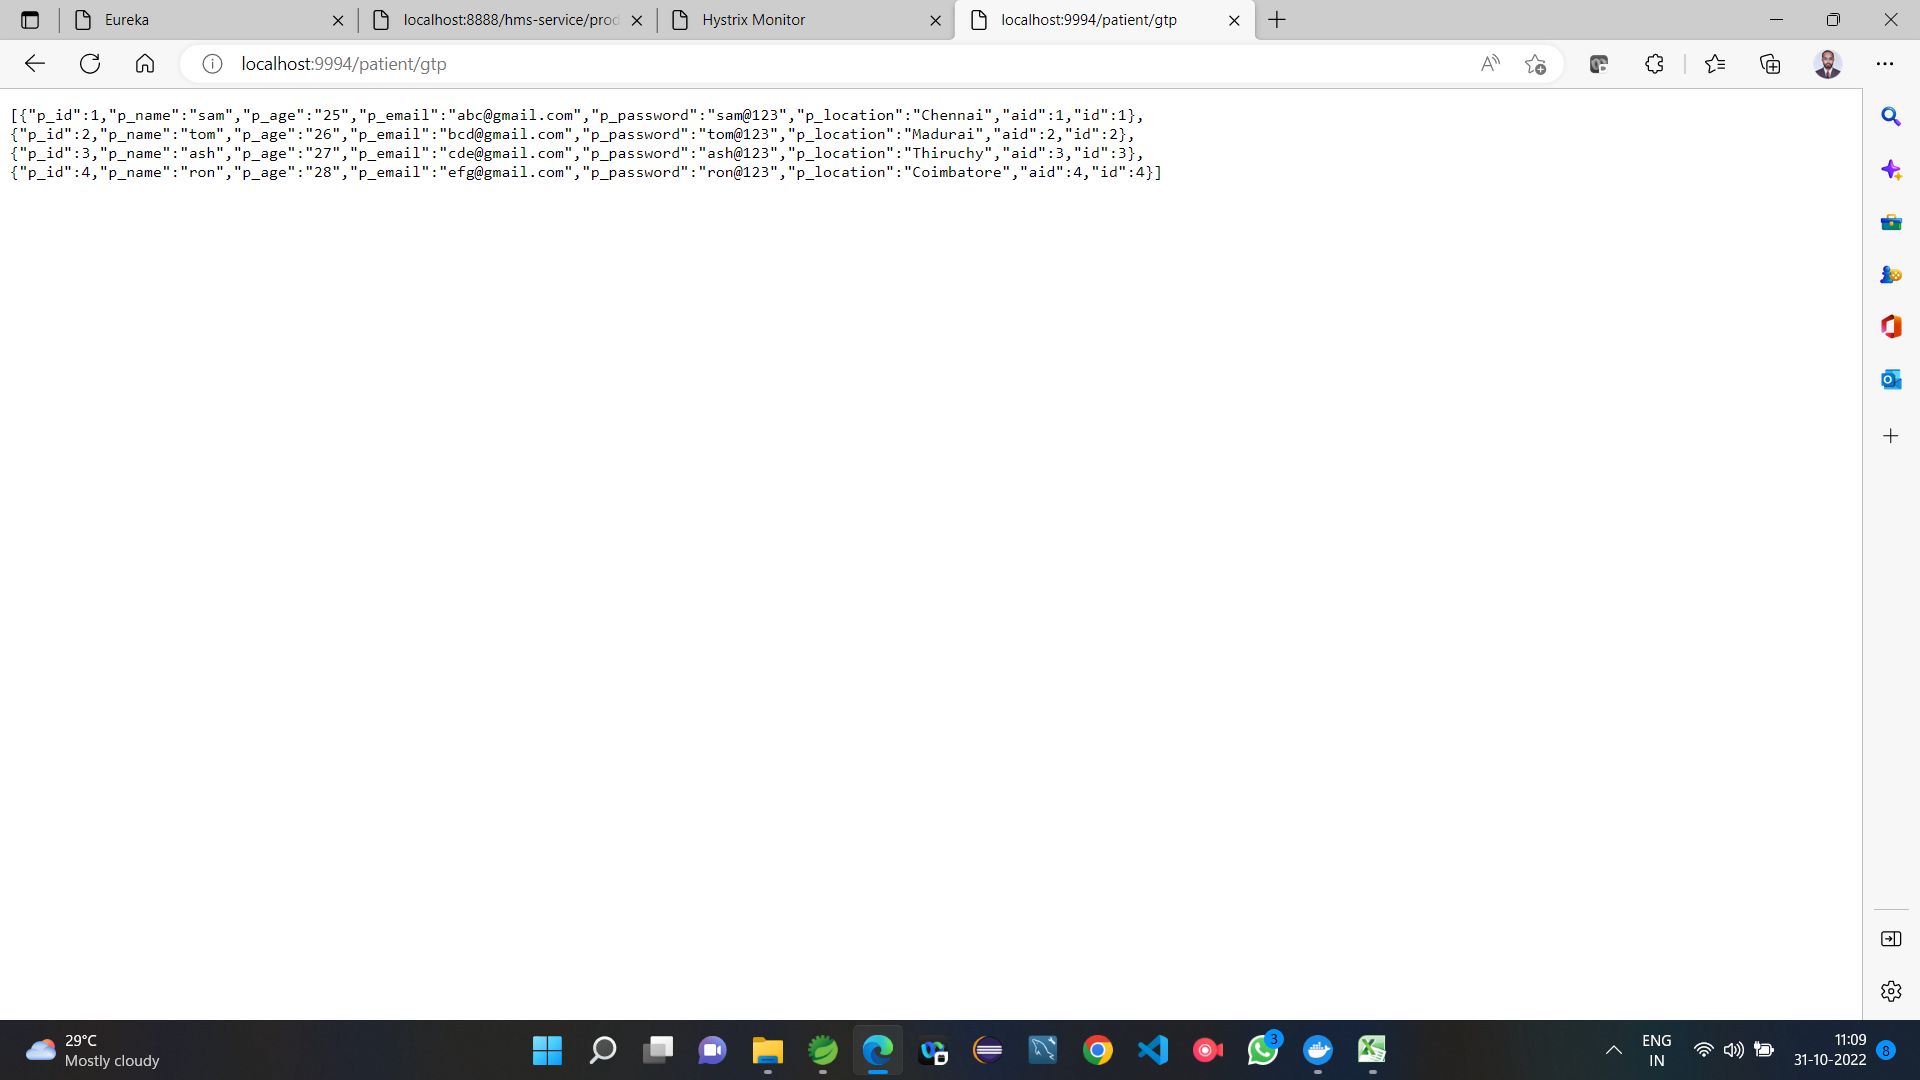 Eureka
localhost:8888/hms-service/prod
Hystrix Monitor
localhost:9994/patient/gtp
localhost:9994/patient/gtp
[{"p_id":1,"p_name":"sam","p_age":"25","p_email":"abc@gmail.com","p_password":"sam@123","p_location":"Chennai","aid":1,"id":1},
{"p_id":2,"p_name":"tom","p_age":"26","p_email":"bcd@gmail.com","p_password":"tom@123","p_location":"Madurai","aid":2,"id":2},
{"p_id":3,"p_name":"ash","p_age":"27","p_email":"cde@gmail.com","p_password":"ash@123","p_location":"Thiruchy","aid":3,"id":3},
{"p_id":4,"p_name":"ron","p_age":"28","p_email":"efg@gmail.com","p_password":"ron@123","p_location":"Coimbatore","aid":4,"id":4}]
29°C
Mostly cloudy
3
ENG
IN
11:09
31-10-2022
8